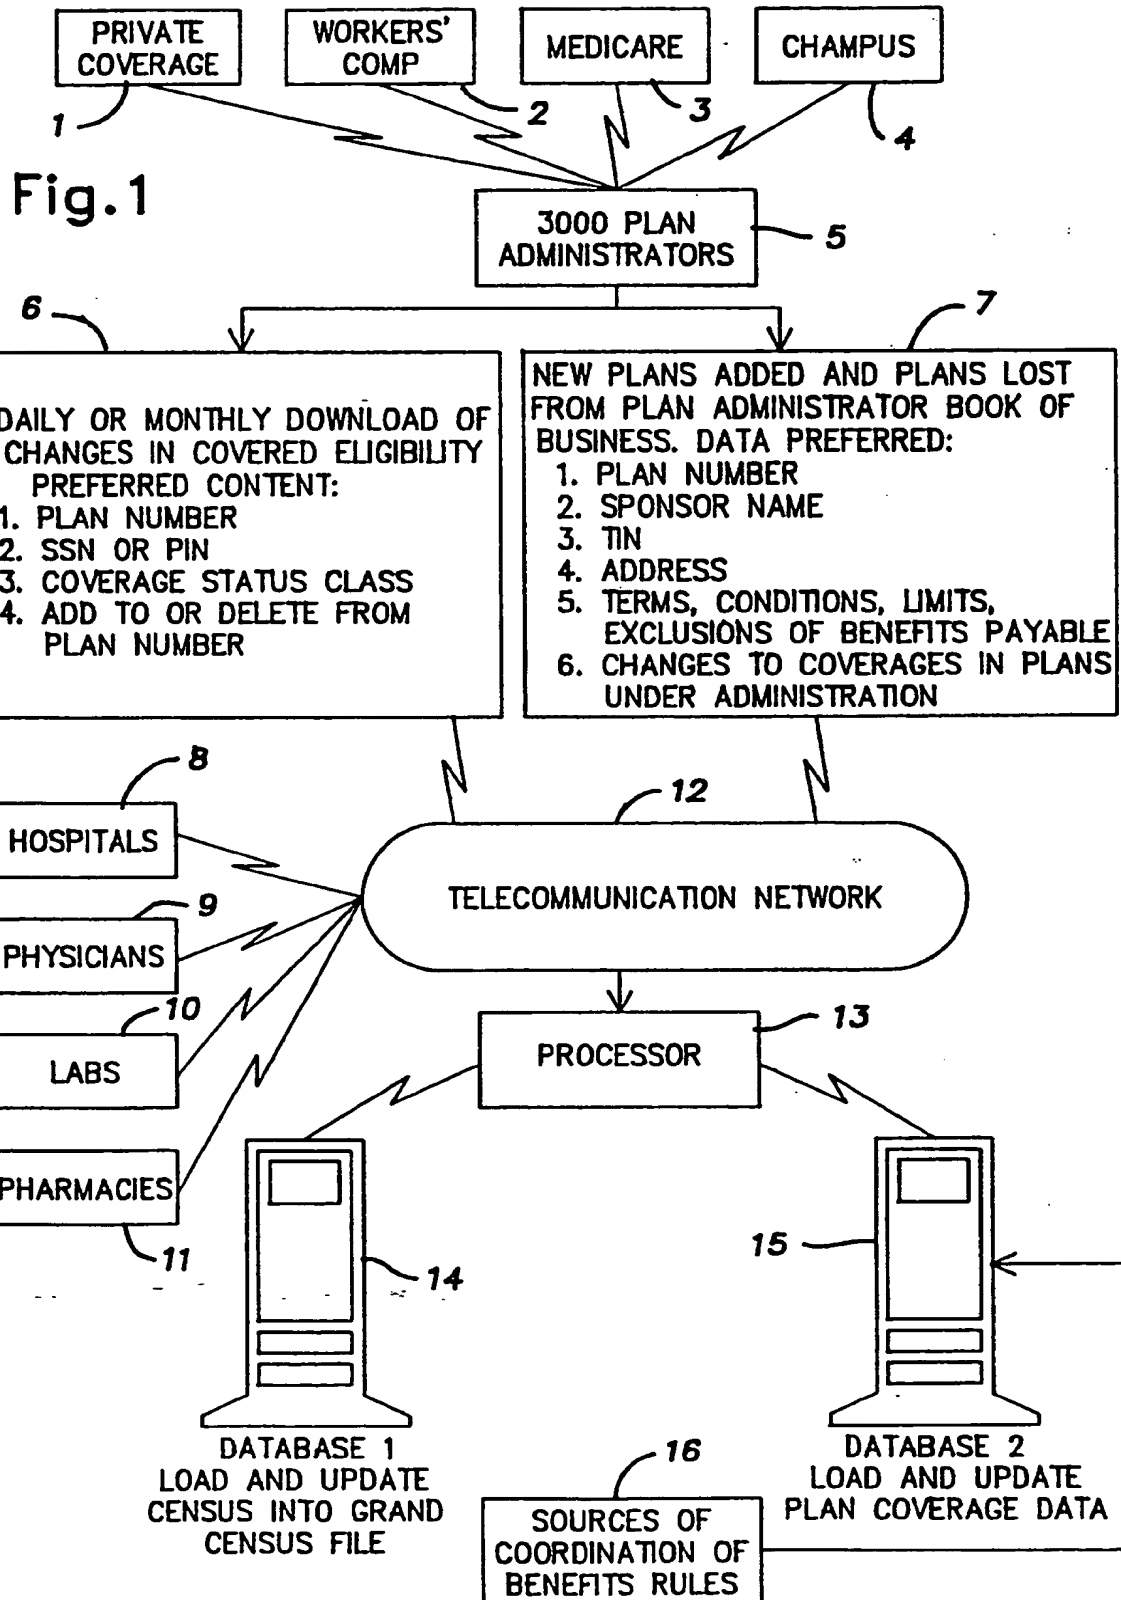 PRIVATE
COVERAGE
WORKERS'
COMP
MEDICARE
CHAMPUS
1
2
3
4
Fig.1
3000 PLAN
ADMINISTRATORS
5
6
7
DAILY OR MONTHLY DOWNLOAD OF
CHANGES IN COVERED ELIGIBILITY
PREFERRED CONTENT:
1. PLAN NUMBER
2. SSN OR PIN
3. COVERAGE STATUS CLASS
4. ADD TO OR DELETE FROM
PLAN NUMBER
NEW PLANS ADDED AND PLANS LOST
FROM PLAN ADMINISTRATOR BOOK OF
BUSINESS. DATA PREFERRED:
1. PLAN NUMBER
2. SPONSOR NAME
3. TIN
4. ADDRESS
5. TERMS, CONDITIONS, LIMITS,
EXCLUSIONS OF BENEFITS PAYABLE
6. CHANGES TO COVERAGES IN PLANS
UNDER ADMINISTRATION
8
HOSPITALS
12
TELECOMMUNICATION NETWORK
9
PHYSICIANS
10
LABS
13
PROCESSOR
PHARMACIES
11
14
15
DATABASE 1
LOAD AND UPDATE
CENSUS INTO GRAND
CENSUS FILE
16
SOURCES OF
COORDINATION OF
BENEFITS RULES
DATABASE 2
LOAD AND UPDATE
PLAN COVERAGE DATA